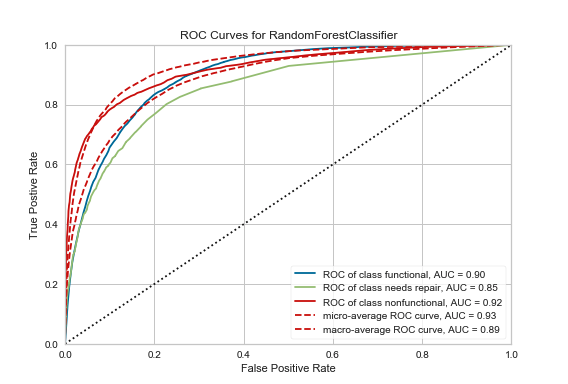 ROC Curves for RandomForestClassifier
1.0
0.8
0.6
0.4
0.2
0.0
True Postive Rate
0.0 0.2 0.4 0.6 0.8 1.0
False Positive Rate
ROC of class functional, AUC = 0.90
ROC of class needs repair, AUC = 0.85
ROC of class nonfunctional, AUC = 0.92
micro-average ROC curve, AUC = 0.93
macro-average ROC curve, AUC = 0.89